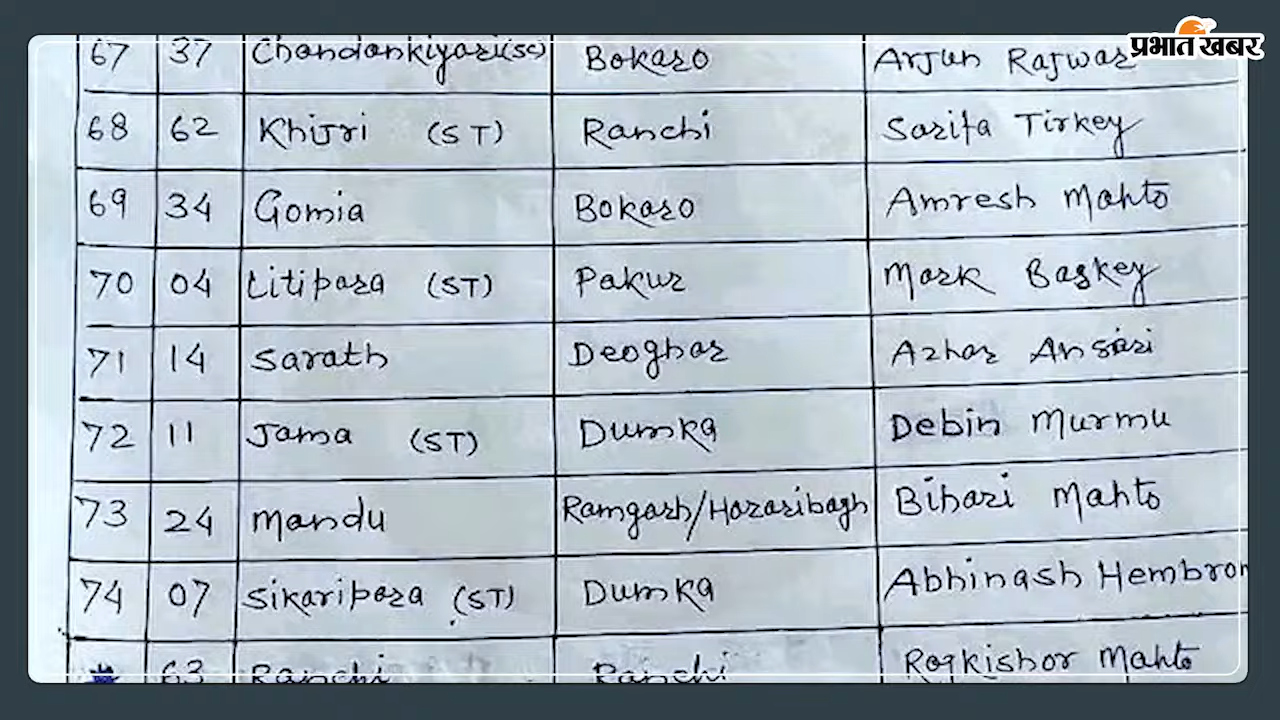 प्रभात खबर
67 37 Chandankiyari(SC) Bokaro Arjun Rajwar
68 62 Khijri (ST) Ranchi Sarita Tirkey
69 34 Gomia Bokaro Amresh Mahto
70 04 Litipara (ST) Pakur Mark Baskey
71 14 Sarath Deoghar Azhar Ansari
72 11 Jama (ST) Dumka Debin Murmu
73 24 Mandu Ramgarh/Hazaribagh Bihari Mahto
74 07 Sikaripara (ST) Dumka Abhinash Hembrom
63 Ranchi Ranchi Rajkishor Mahto